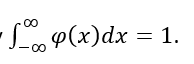 y ∫_{-∞}^{∞} φ(x)dx = 1.